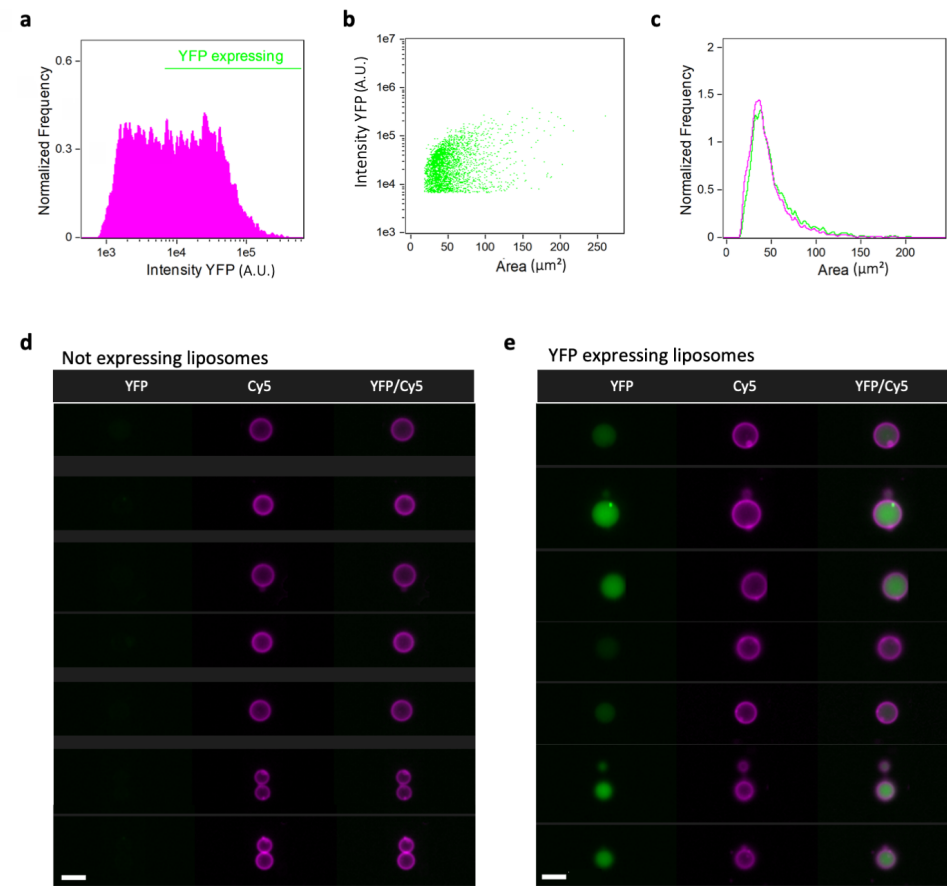 a
YFP expressing
Normalized Frequency
0.6
0.3
0
1e3 1e4 1e5
Intensity YFP (A.U.)
b
Intensity YFP (A.U.)
1e7
1e6
1e5
1e4
1e3
0 50 100 150 200 250
Area (µm²)
c
Normalized Frequency
2
1.5
1
0.5
0
0 50 100 150 200
Area (µm²)
d
Not expressing liposomes
YFP Cy5 YFP/Cy5
e
YFP expressing liposomes
YFP Cy5 YFP/Cy5